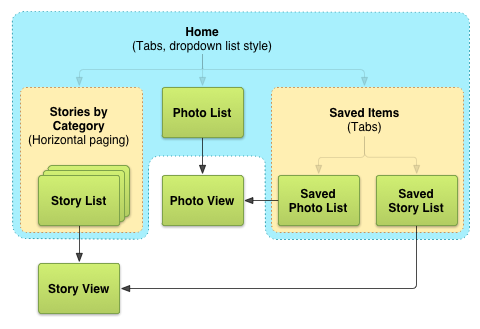 Home
(Tabs, dropdown list style)
Stories by
Category
(Horizontal paging)
Photo List
Saved Items
(Tabs)
Story List
Photo View
Saved
Photo List
Saved
Story List
Story View